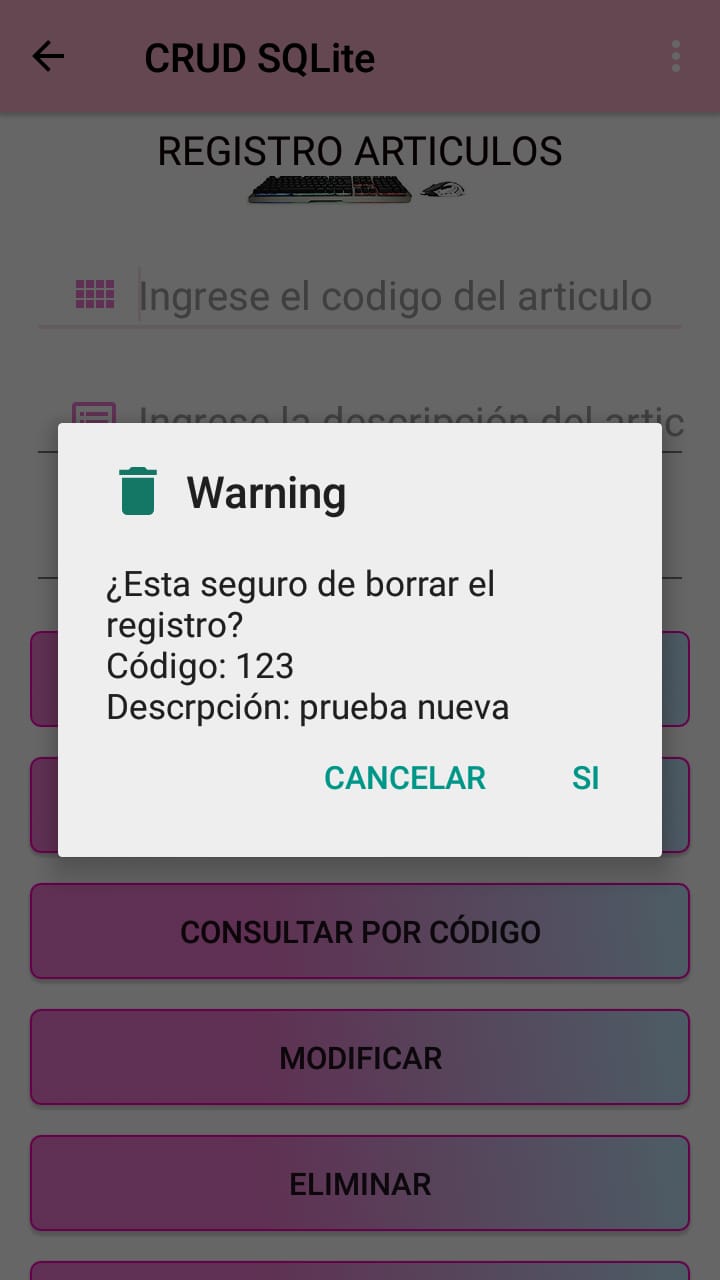 CRUD SQLite
REGISTRO ARTICULOS
Ingrese el codigo del articulo
Ingrese la descripción del artic
Warning
¿Esta seguro de borrar el
registro?
Código: 123
Descrpción: prueba nueva
CANCELAR SI
CONSULTAR POR CÓDIGO
MODIFICAR
ELIMINAR